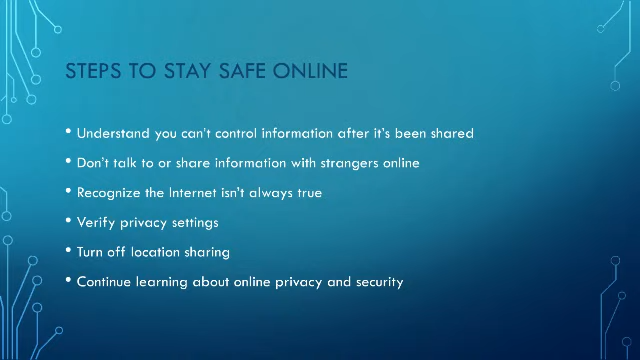 STEPS TO STAY SAFE ONLINE
• Understand you can't control information after it's been shared
• Don't talk to or share information with strangers online
• Recognize the Internet isn't always true
• Verify privacy settings
• Turn off location sharing
• Continue learning about online privacy and security